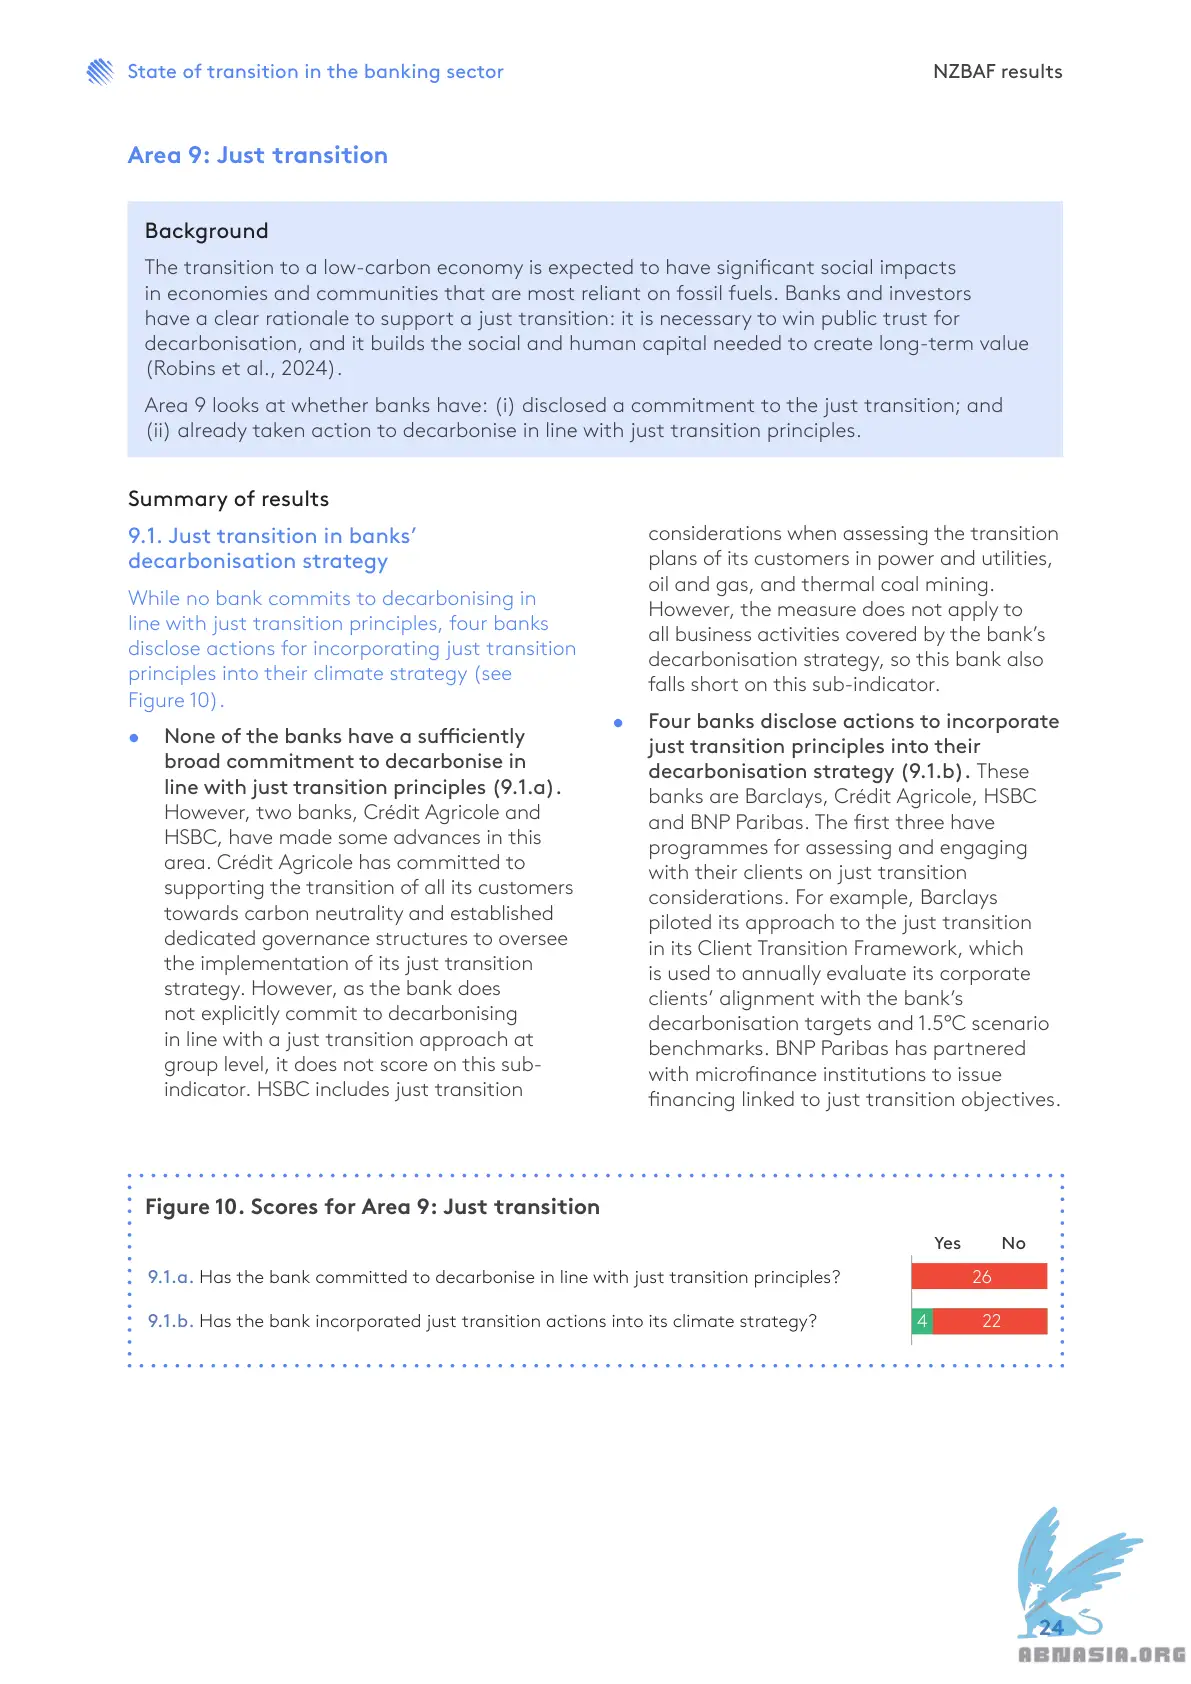 State of transition in the banking sector
NZBAF results
Area 9: Just transition
Background
The transition to a low-carbon economy is expected to have significant social impacts
in economies and communities that are most reliant on fossil fuels. Banks and investors
have a clear rationale to support a just transition: it is necessary to win public trust for
decarbonisation, and it builds the social and human capital needed to create long-term value
(Robins et al., 2024).
Area 9 looks at whether banks have: (i) disclosed a commitment to the just transition; and
(ii) already taken action to decarbonise in line with just transition principles.
Summary of results
9.1. Just transition in banks’
decarbonisation strategy
While no bank commits to decarbonising in
line with just transition principles, four banks
disclose actions for incorporating just transition
principles into their climate strategy (see
Figure 10).
• None of the banks have a sufficiently
broad commitment to decarbonise in
line with just transition principles (9.1.a).
However, two banks, Crédit Agricole and
HSBC, have made some advances in this
area. Crédit Agricole has committed to
supporting the transition of all its customers
towards carbon neutrality and established
dedicated governance structures to oversee
the implementation of its just transition
strategy. However, as the bank does
not explicitly commit to decarbonising
in line with a just transition approach at
group level, it does not score on this sub-
indicator. HSBC includes just transition
considerations when assessing the transition
plans of its customers in power and utilities,
oil and gas, and thermal coal mining.
However, the measure does not apply to
all business activities covered by the bank’s
decarbonisation strategy, so this bank also
falls short on this sub-indicator.
• Four banks disclose actions to incorporate
just transition principles into their
decarbonisation strategy (9.1.b). These
banks are Barclays, Crédit Agricole, HSBC
and BNP Paribas. The first three have
programmes for assessing and engaging
with their clients on just transition
considerations. For example, Barclays
piloted its approach to the just transition
in its Client Transition Framework, which
is used to annually evaluate its corporate
clients’ alignment with the bank’s
decarbonisation targets and 1.5°C scenario
benchmarks. BNP Paribas has partnered
with microfinance institutions to issue
financing linked to just transition objectives.
Figure 10. Scores for Area 9: Just transition
Yes No
9.1.a. Has the bank committed to decarbonise in line with just transition principles? 26
9.1.b. Has the bank incorporated just transition actions into its climate strategy? 4 22
24
ABNASIA.ORG